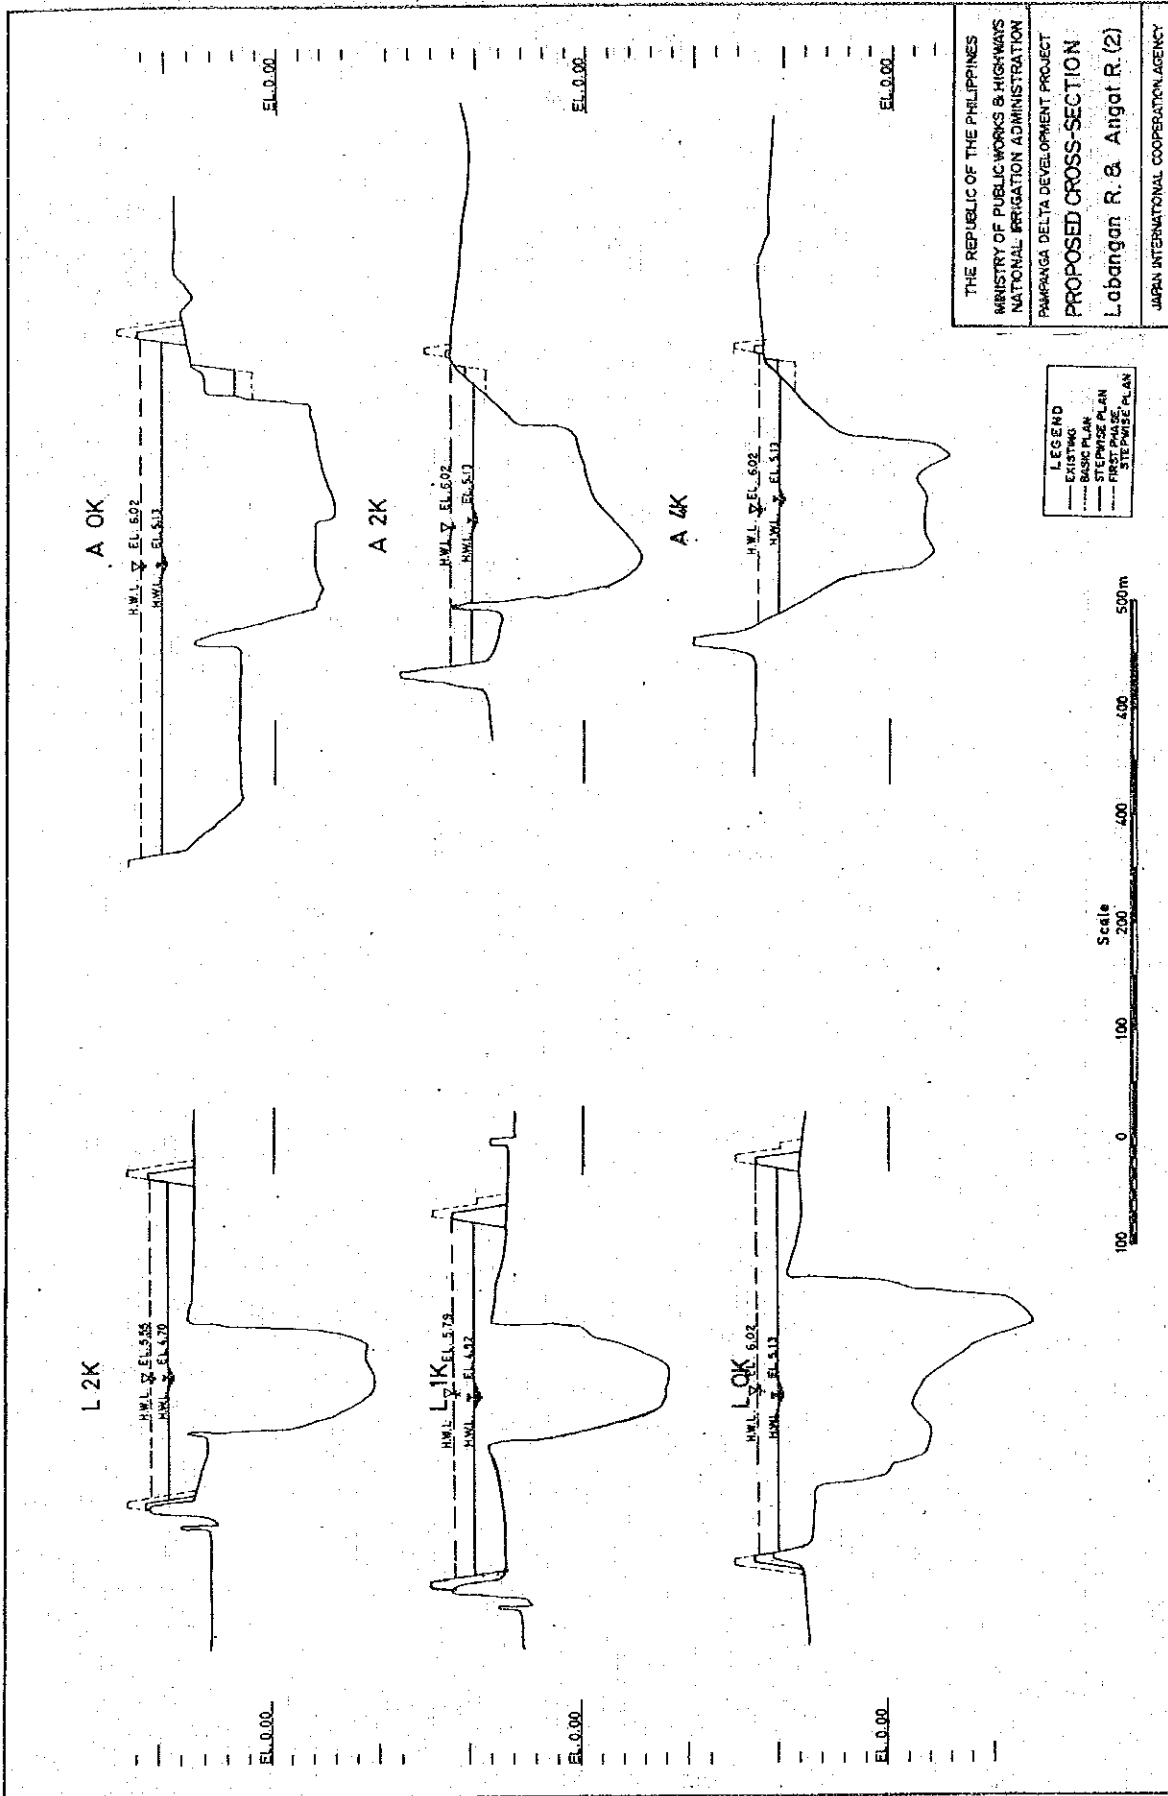 L 2K
H.W.L. EL. 5.55
H.W.L. EL. 4.70
EL. 0.00
L 1K
H.W.L. EL. 5.79
H.W.L. EL. 4.92
EL. 0.00
L 0K
H.W.L. EL. 6.02
H.W.L. EL. 5.13
EL. 0.00
A 0K
H.W.L. EL. 6.02
H.W.L. EL. 5.13
EL. 0.00
A 2K
H.W.L. EL. 6.02
H.W.L. EL. 5.13
EL. 0.00
A 4K
H.W.L. EL. 6.02
H.W.L. EL. 5.13
EL. 0.00
Scale
100 0 100 200 400 400 500m
LEGEND
EXISTING
BASIC PLAN
STEPWISE PLAN
FIRST PHASE,
STEPWISE PLAN
THE REPUBLIC OF THE PHILIPPINES
MINISTRY OF PUBLIC WORKS & HIGHWAYS
NATIONAL IRRIGATION ADMINISTRATION
PAMPANGA DELTA DEVELOPMENT PROJECT
PROPOSED CROSS-SECTION
Labangan R. & Angat R. (2)
JAPAN INTERNATIONAL COOPERATION AGENCY